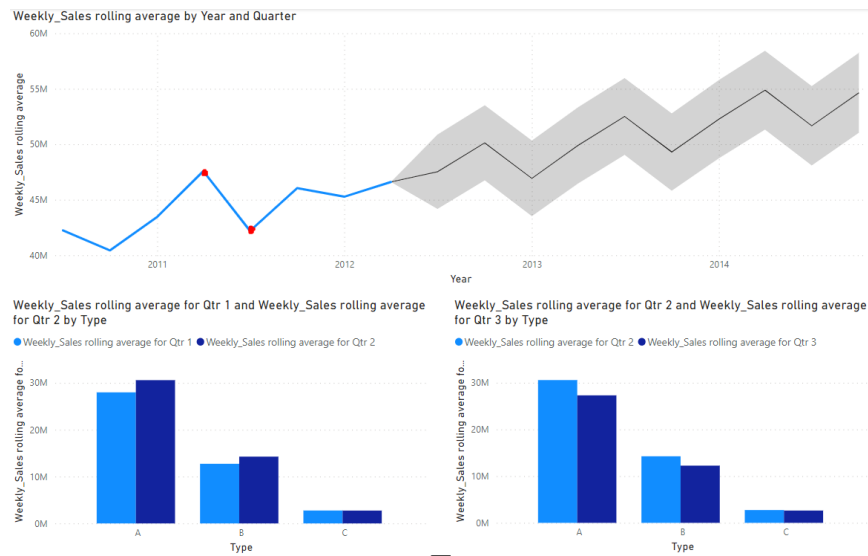 Weekly_Sales rolling average by Year and Quarter
60M
55M
50M
45M
40M
Weekly_Sales rolling average
2011
2012
2013
2014
Year
Weekly_Sales rolling average for Qtr 1 and Weekly_Sales rolling average
for Qtr 2 by Type
Weekly_Sales rolling average for Qtr 1
Weekly_Sales rolling average for Qtr 2
Weekly_Sales rolling average fo...
30M
20M
10M
0M
A
B
C
Type
Weekly_Sales rolling average for Qtr 2 and Weekly_Sales rolling average
for Qtr 3 by Type
Weekly_Sales rolling average for Qtr 2
Weekly_Sales rolling average for Qtr 3
Weekly_Sales rolling average fo...
30M
20M
10M
0M
A
B
C
Type